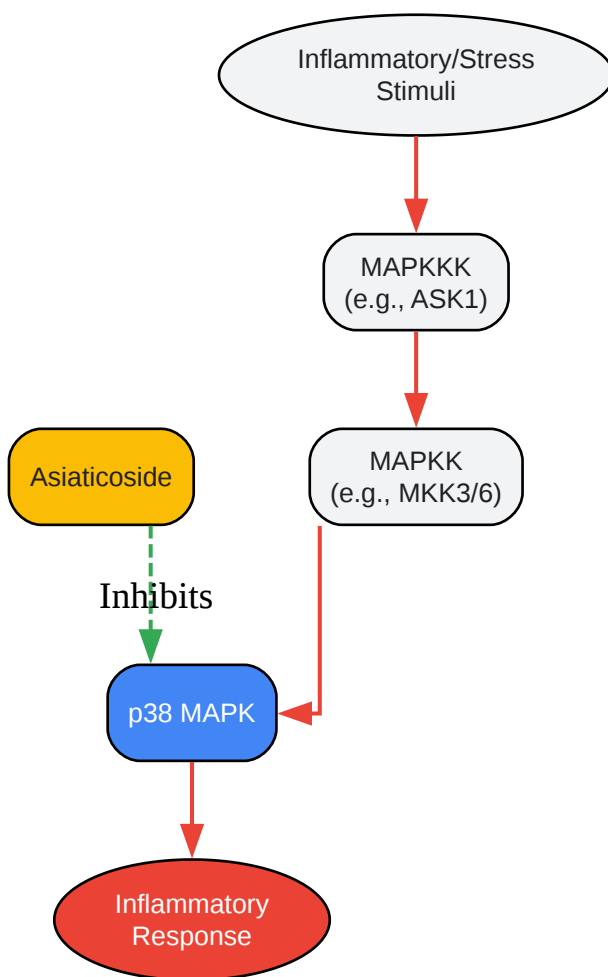 Inflammatory/Stress
Stimuli
MAPKKK
(e.g., ASK1)
MAPKK
(e.g., MKK3/6)
Asiaticoside
Inhibits
p38 MAPK
Inflammatory
Response